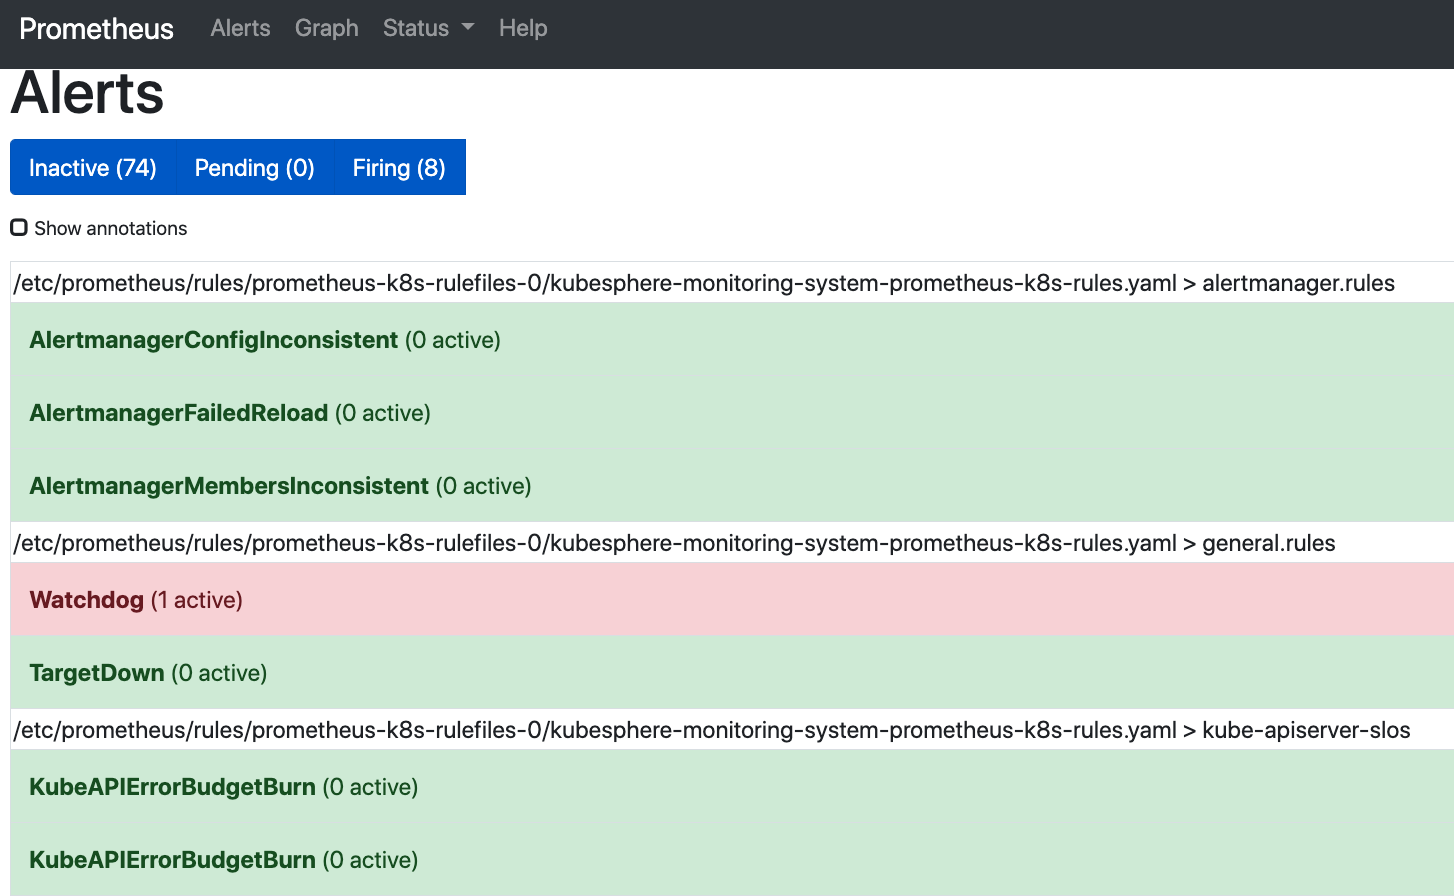 Prometheus Alerts Graph Status Help
Alerts
Inactive (74) Pending (0) Firing (8)
Show annotations
/etc/prometheus/rules/prometheus-k8s-rulefiles-0/kubesphere-monitoring-system-prometheus-k8s-rules.yaml > alertmanager.rules
AlertmanagerConfigInconsistent (0 active)
AlertmanagerFailedReload (0 active)
AlertmanagerMembersInconsistent (0 active)
/etc/prometheus/rules/prometheus-k8s-rulefiles-0/kubesphere-monitoring-system-prometheus-k8s-rules.yaml > general.rules
Watchdog (1 active)
TargetDown (0 active)
/etc/prometheus/rules/prometheus-k8s-rulefiles-0/kubesphere-monitoring-system-prometheus-k8s-rules.yaml > kube-apiserver-slos
KubeAPIErrorBudgetBurn (0 active)
KubeAPIErrorBudgetBurn (0 active)